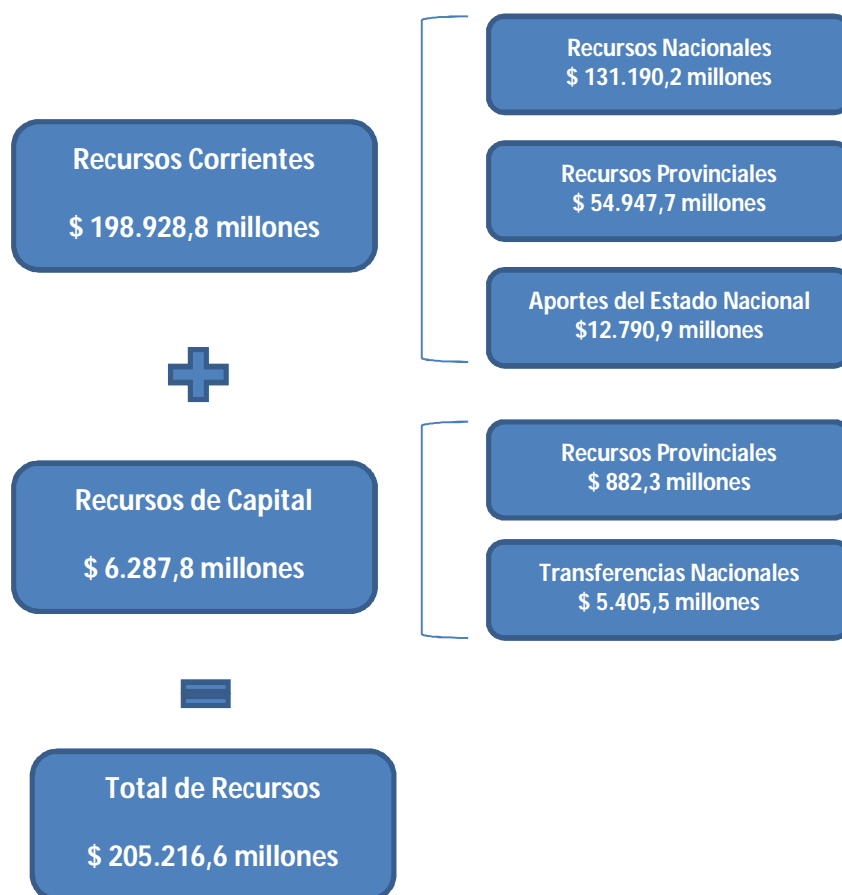 Recursos Corrientes
$ 198.928,8 millones
Recursos Nacionales
$ 131.190,2 millones
Recursos Provinciales
$ 54.947,7 millones
Aportes del Estado Nacional
$12.790,9 millones
Recursos de Capital
$ 6.287,8 millones
Recursos Provinciales
$ 882,3 millones
Transferencias Nacionales
$ 5.405,5 millones
Total de Recursos
$ 205.216,6 millones